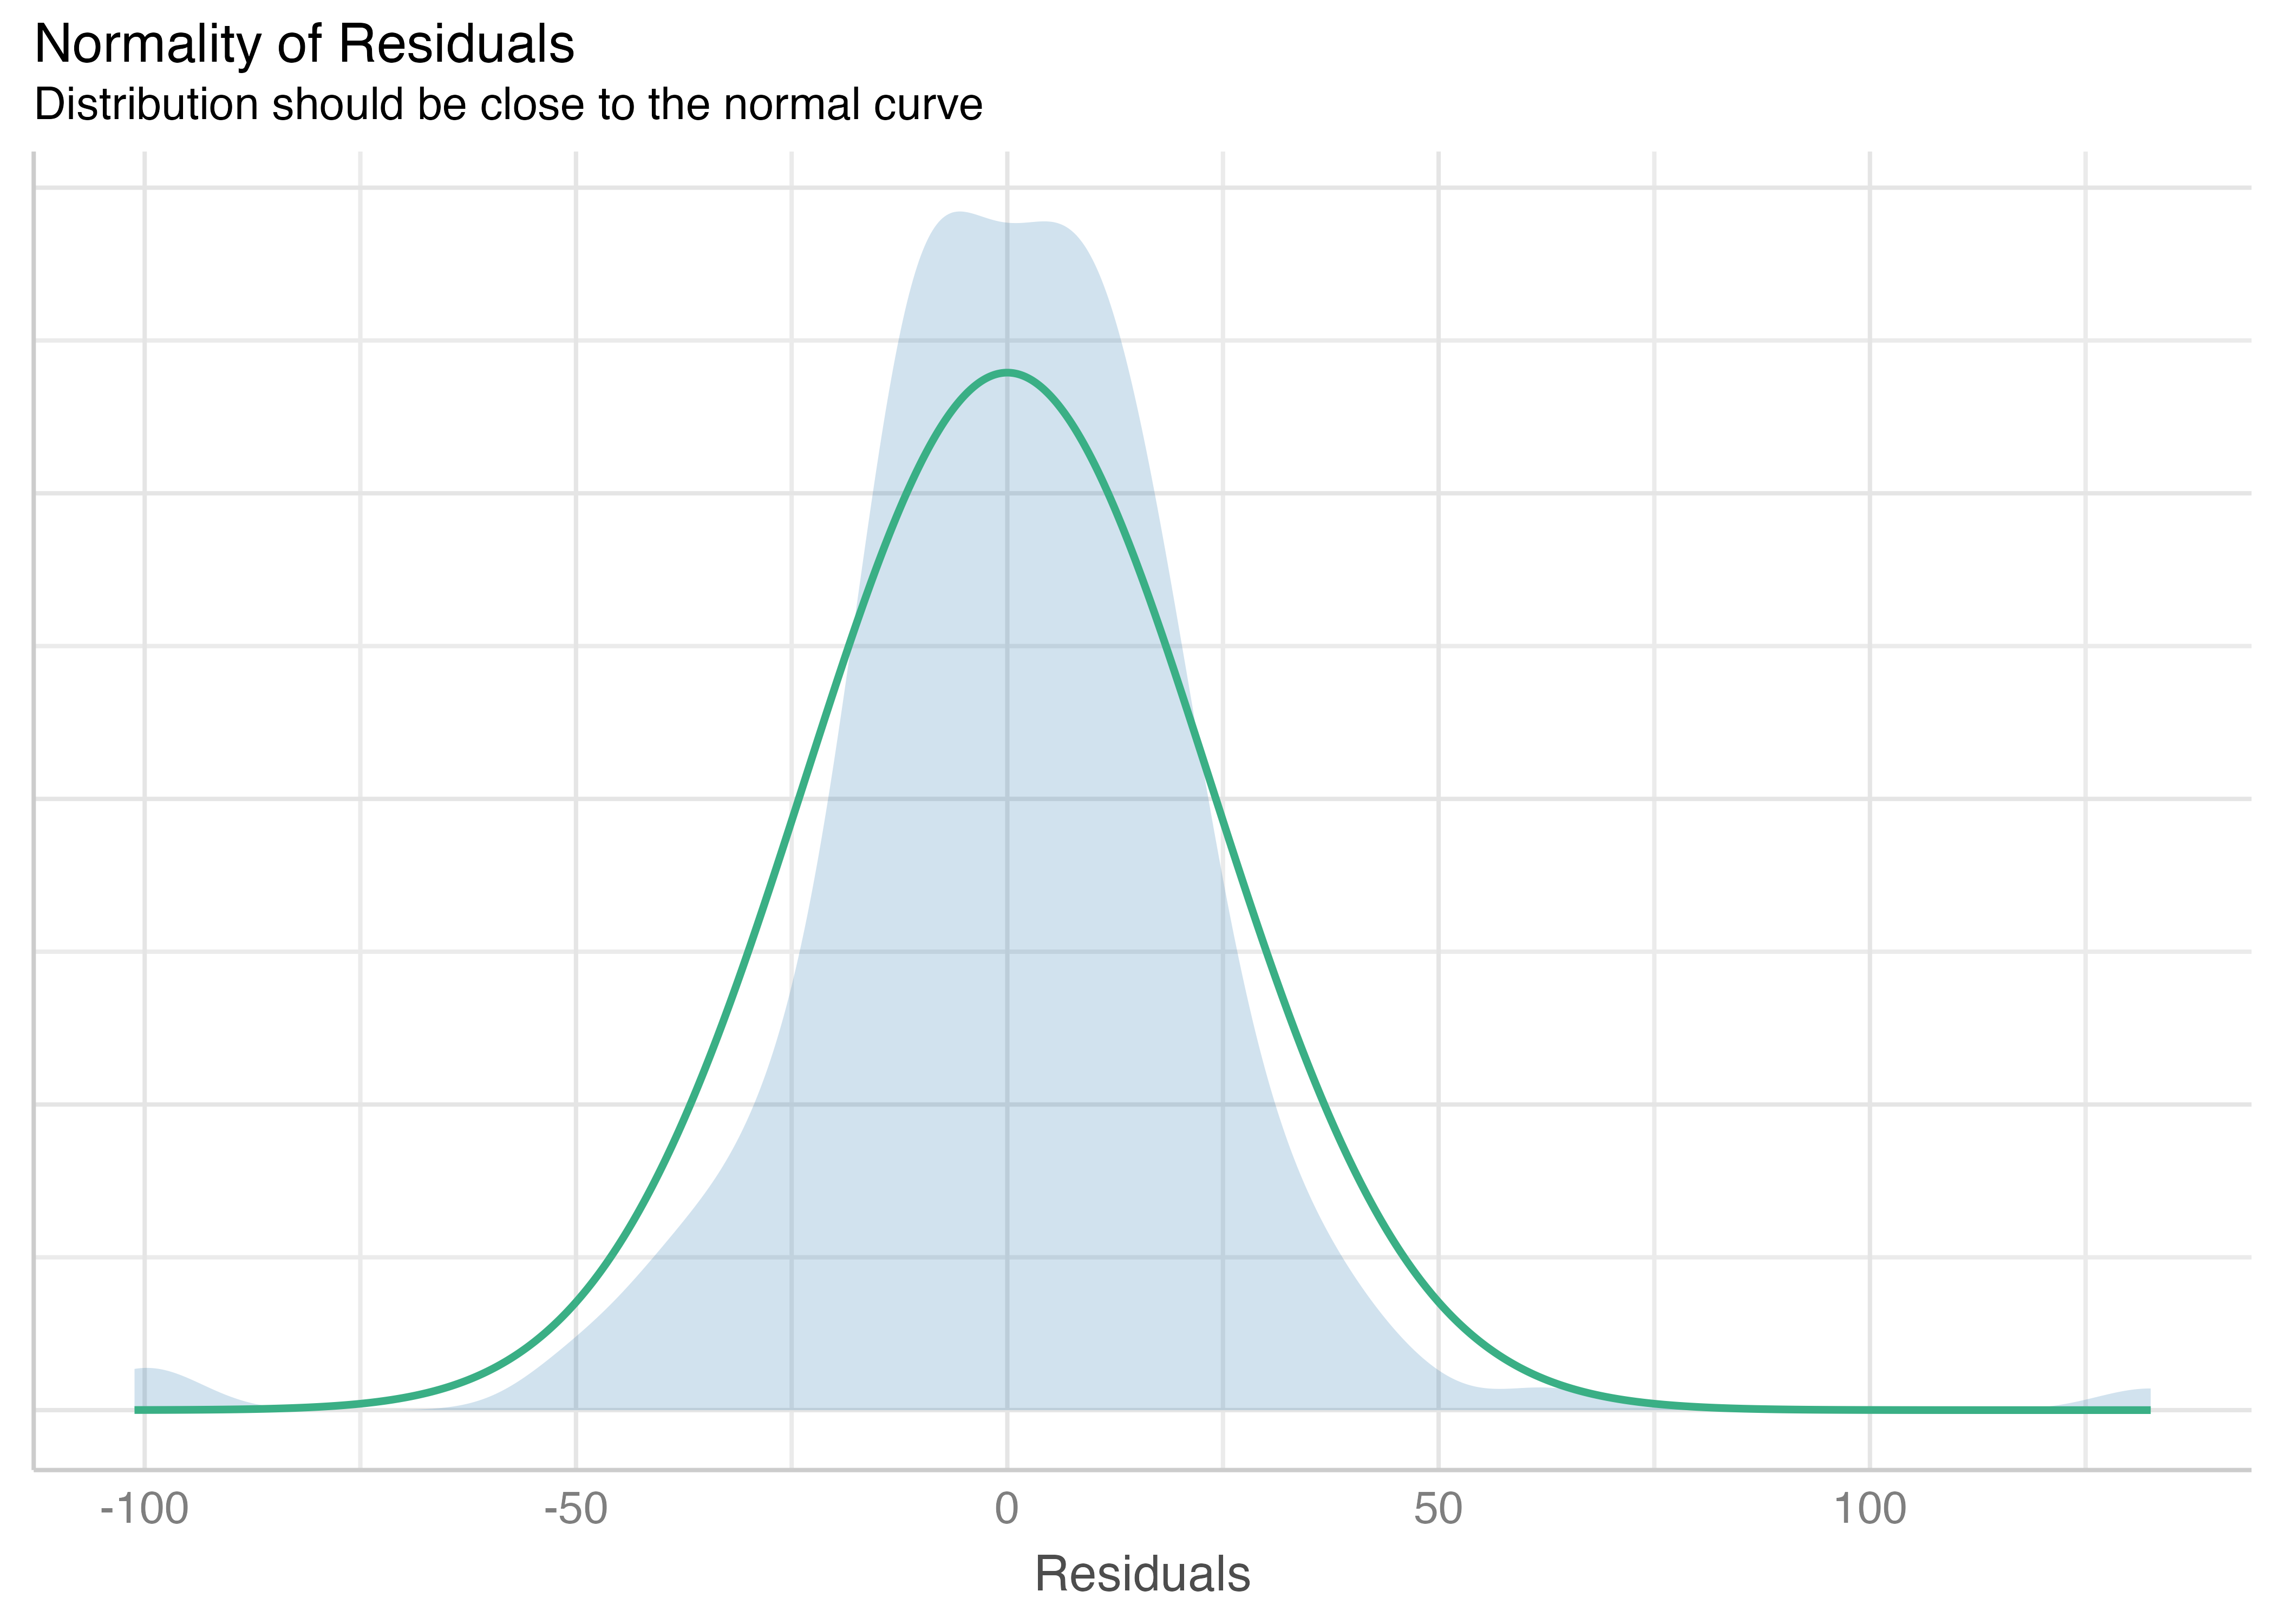 Normality of Residuals
Distribution should be close to the normal curve
-100 -50 0 50 100
Residuals